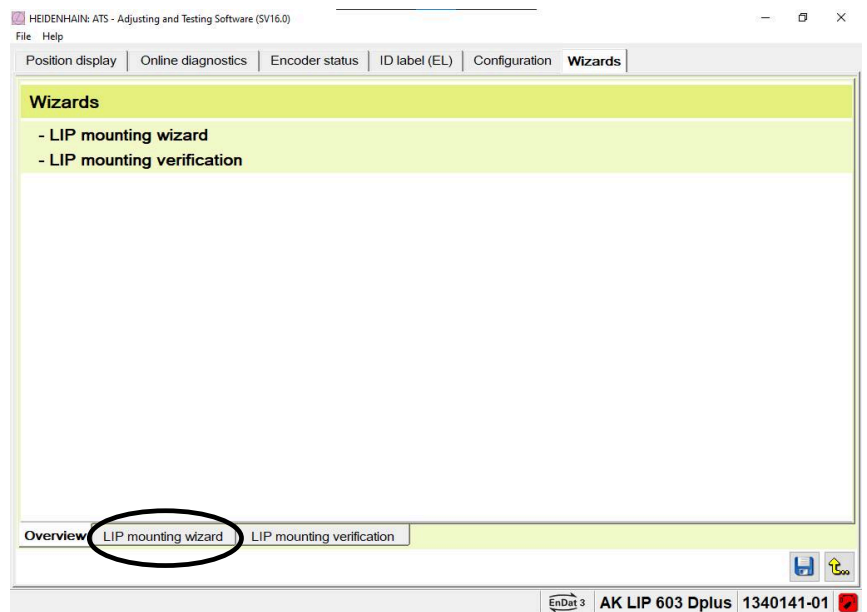 HEIDENHAIN: ATS - Adjusting and Testing Software (SV16.0)
File Help
Position display Online diagnostics Encoder status ID label (EL) Configuration Wizards
Wizards
- LIP mounting wizard
- LIP mounting verification
Overview LIP mounting wizard LIP mounting verification
EnDat 3 AK LIP 603 Dplus 1340141-01